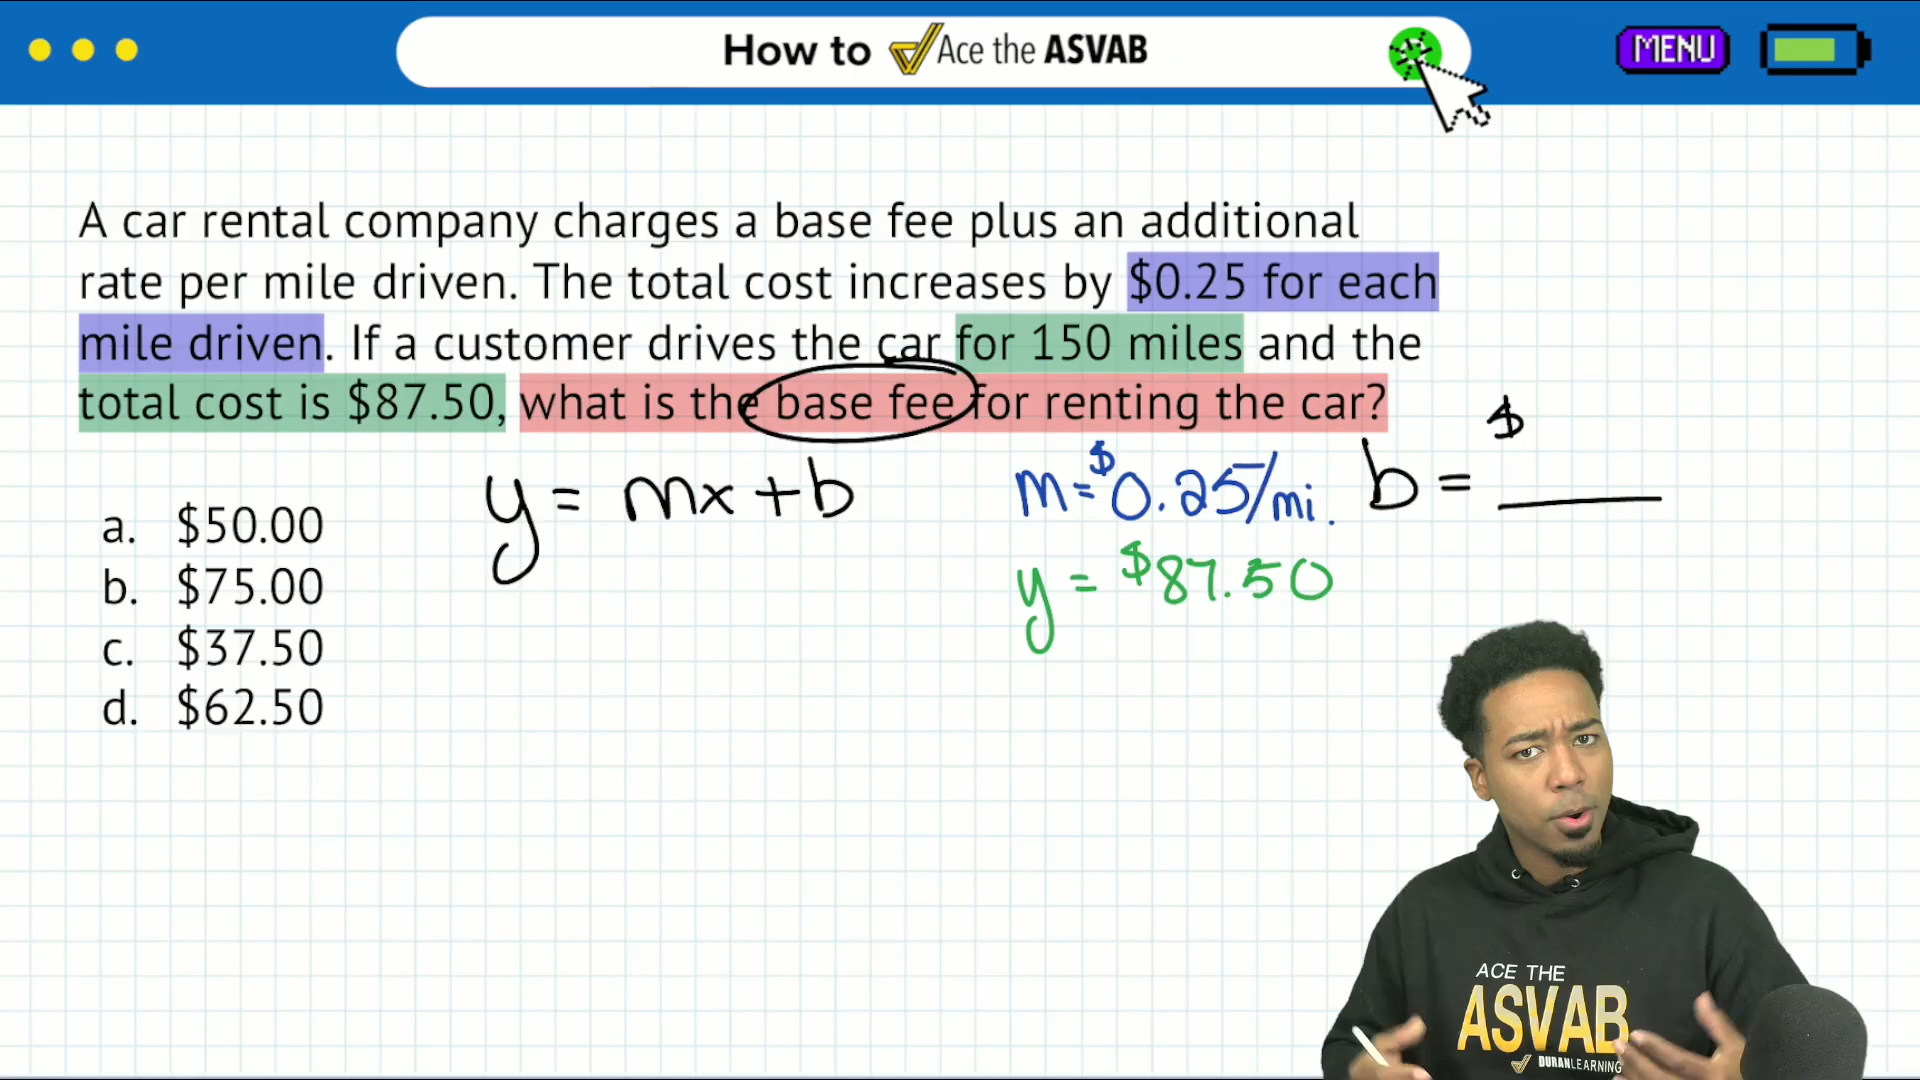 How to Ace the ASVAB
MENU
A car rental company charges a base fee plus an additional
rate per mile driven. The total cost increases by $0.25 for each
mile driven. If a customer drives the car for 150 miles and the
total cost is $87.50, what is the base fee for renting the car?
y = mx + b
m = $0.25/mi.
b = $
y = $87.50
a. $50.00
b. $75.00
c. $37.50
d. $62.50
ACE THE
ASVAB
DURANLEARNING